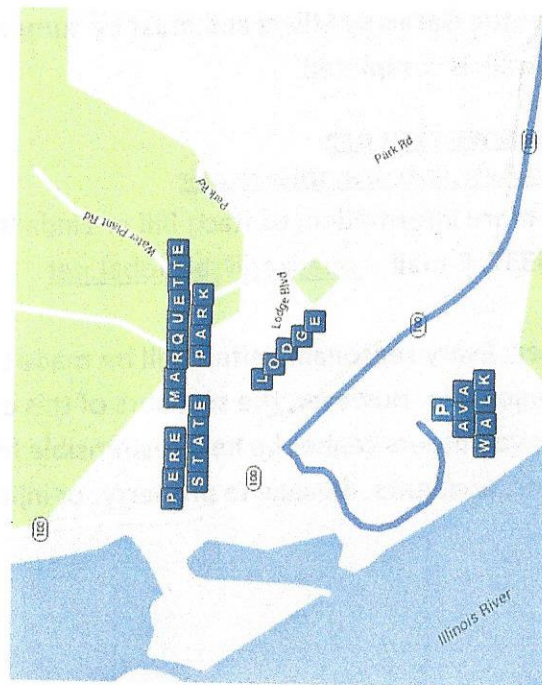 100
Water Plant Rd
Park Rd
PERE MARQUETTE
STATE PARK
Lodge Blvd
LODGE
100
Park Rd
100
100
P
AVA
WALK
Illinois River